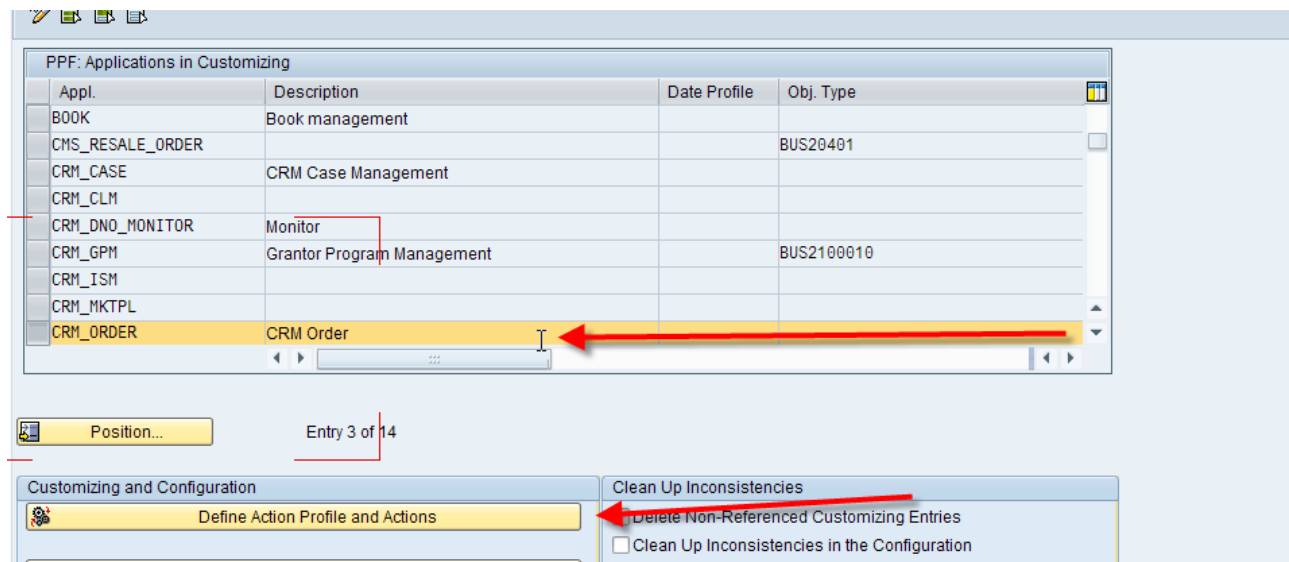 PPF: Applications in Customizing
Appl. Description Date Profile Obj. Type
BOOK Book management
CMS_RESALE_ORDER BUS20401
CRM_CASE CRM Case Management
CRM_CLM
CRM_DNO_MONITOR Monitor
CRM_GPM Grantor Program Management BUS2100010
CRM_ISM
CRM_MKTPL
CRM_ORDER CRM Order
Position... Entry 3 of 14
Customizing and Configuration
Define Action Profile and Actions
Clean Up Inconsistencies
Delete Non-Referenced Customizing Entries
Clean Up Inconsistencies in the Configuration